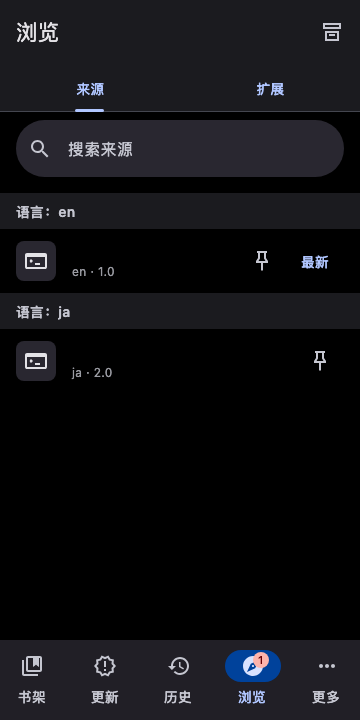 浏览
来源 扩展
搜索来源
语言：en
en · 1.0 最新
语言：ja
ja · 2.0
1
书架 更新 历史 浏览 更多